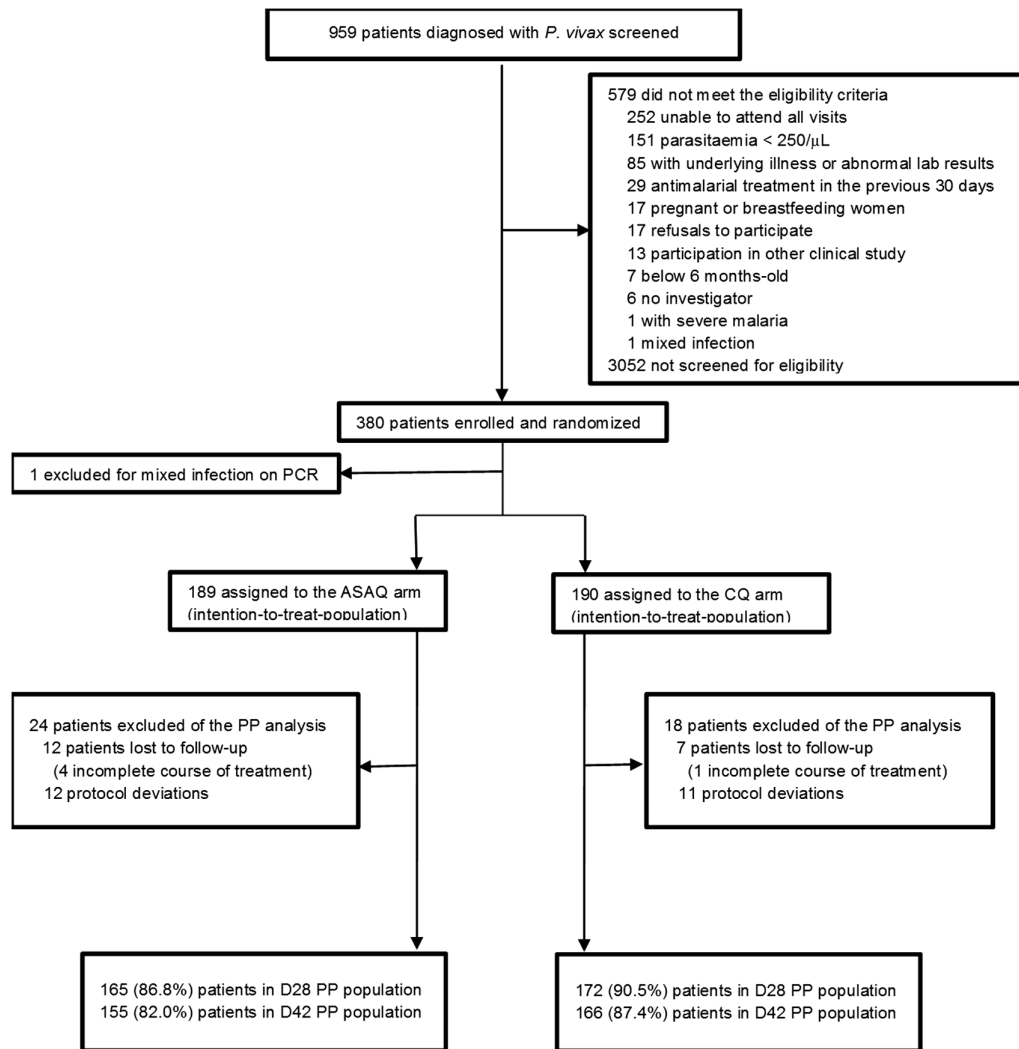 959 patients diagnosed with P. vivax screened
579 did not meet the eligibility criteria
252 unable to attend all visits
151 parasitaemia < 250/µL
85 with underlying illness or abnormal lab results
29 antimalarial treatment in the previous 30 days
17 pregnant or breastfeeding women
17 refusals to participate
13 participation in other clinical study
7 below 6 months-old
6 no investigator
1 with severe malaria
1 mixed infection
3052 not screened for eligibility
380 patients enrolled and randomized
1 excluded for mixed infection on PCR
189 assigned to the ASAQ arm
(intention-to-treat-population)
190 assigned to the CQ arm
(intention-to-treat-population)
24 patients excluded of the PP analysis
12 patients lost to follow-up
(4 incomplete course of treatment)
12 protocol deviations
18 patients excluded of the PP analysis
7 patients lost to follow-up
(1 incomplete course of treatment)
11 protocol deviations
165 (86.8%) patients in D28 PP population
155 (82.0%) patients in D42 PP population
172 (90.5%) patients in D28 PP population
166 (87.4%) patients in D42 PP population